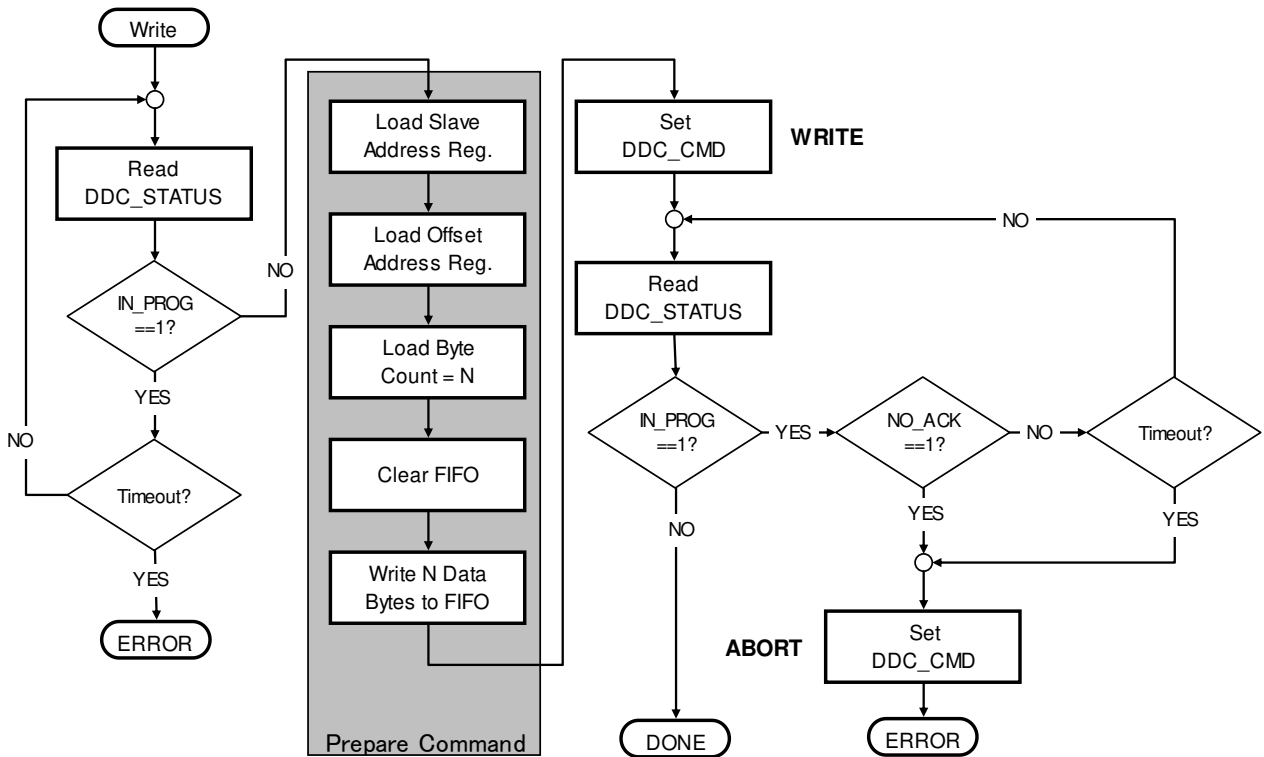 Write
Read
DDC_STATUS
IN_PROG
==1?
NO
YES
NO
Timeout?
YES
ERROR
Load Slave
Address Reg.
Load Offset
Address Reg.
Load Byte
Count = N
Clear FIFO
Write N Data
Bytes to FIFO
Prepare Command
Set
DDC_CMD
WRITE
NO
Read
DDC_STATUS
IN_PROG
==1?
YES
NO_ACK
==1?
NO
Timeout?
NO
YES
YES
ABORT
Set
DDC_CMD
DONE
ERROR